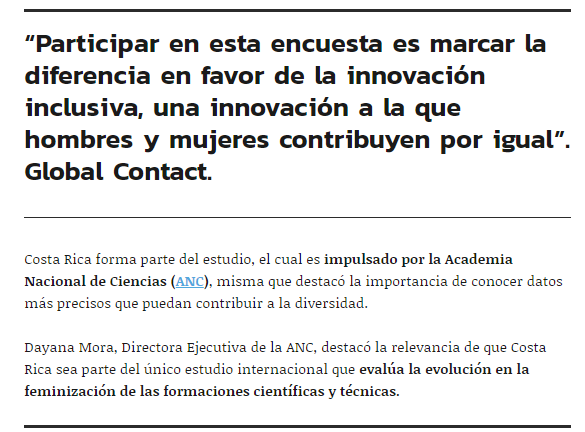 “Participar en esta encuesta es marcar la
diferencia en favor de la innovación
inclusiva, una innovación a la que
hombres y mujeres contribuyen por igual”.
Global Contact.
Costa Rica forma parte del estudio, el cual es impulsado por la Academia
Nacional de Ciencias (ANC), misma que destacó la importancia de conocer datos
más precisos que puedan contribuir a la diversidad.
Dayana Mora, Directora Ejecutiva de la ANC, destacó la relevancia de que Costa
Rica sea parte del único estudio internacional que evalúa la evolución en la
feminización de las formaciones científicas y técnicas.